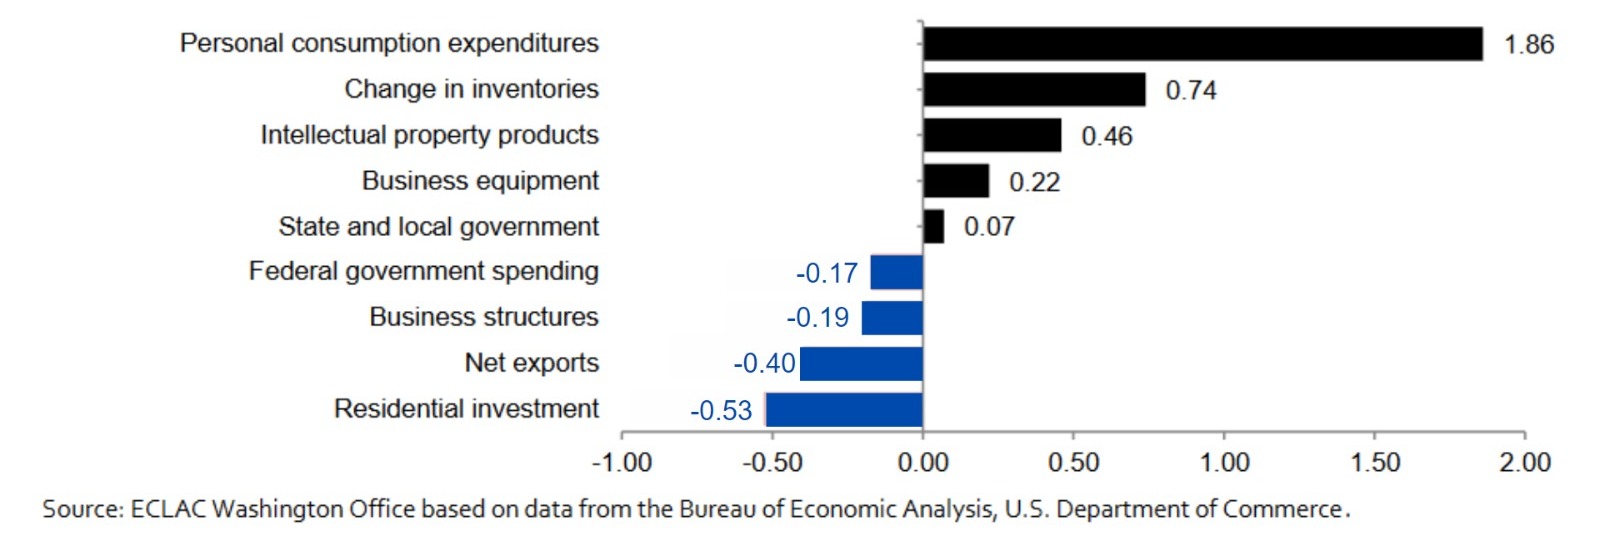 Personal consumption expenditures 1.86
Change in inventories 0.74
Intellectual property products 0.46
Business equipment 0.22
State and local government 0.07
Federal government spending -0.17
Business structures -0.19
Net exports -0.40
Residential investment -0.53
-1.00 -0.50 0.00 0.50 1.00 1.50 2.00
Source: ECLAC Washington Office based on data from the Bureau of Economic Analysis, U.S. Department of Commerce.